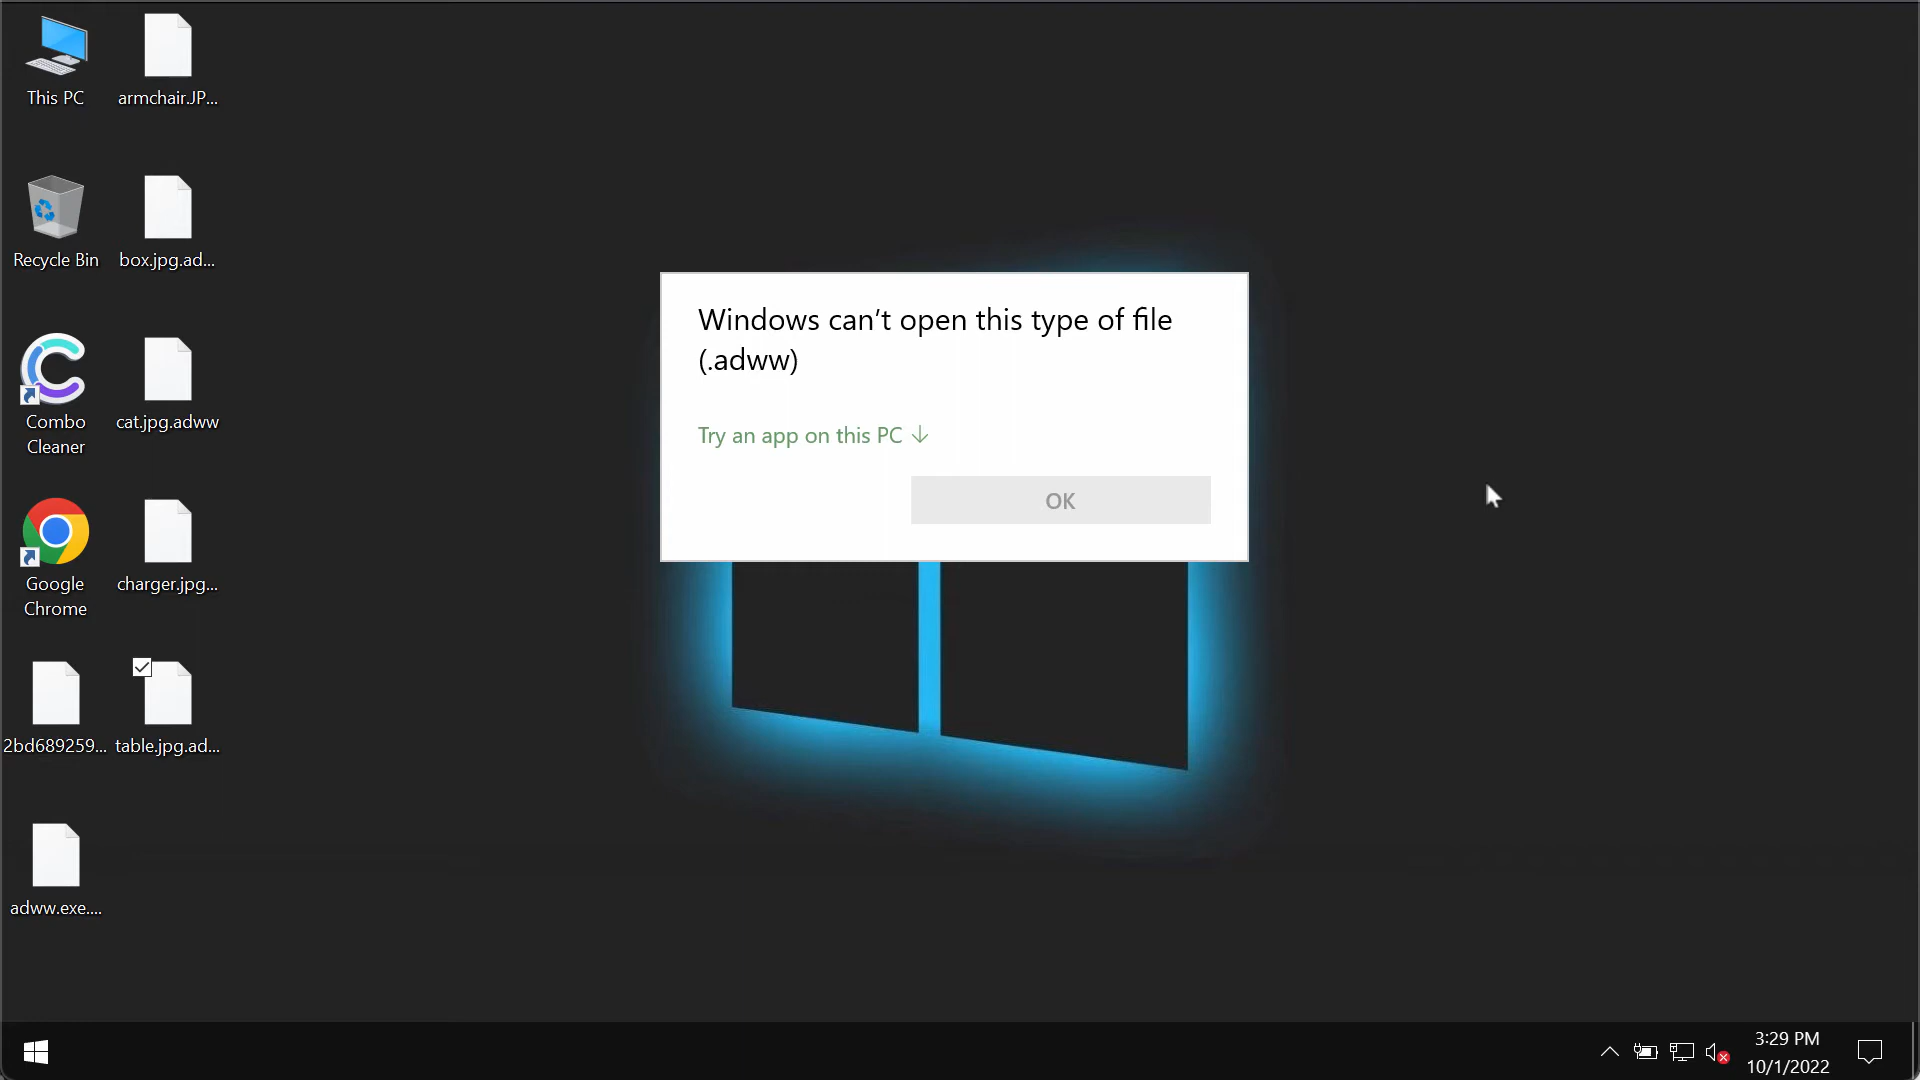 This PC
armchair.JP...
Recycle Bin
box.jpg.ad...
Combo
Cleaner
cat.jpg.adww
Google
Chrome
charger.jpg...
2bd689259...
table.jpg.ad...
adww.exe....
Windows can't open this type of file
(.adww)
Try an app on this PC ↓
OK
3:29 PM
10/1/2022